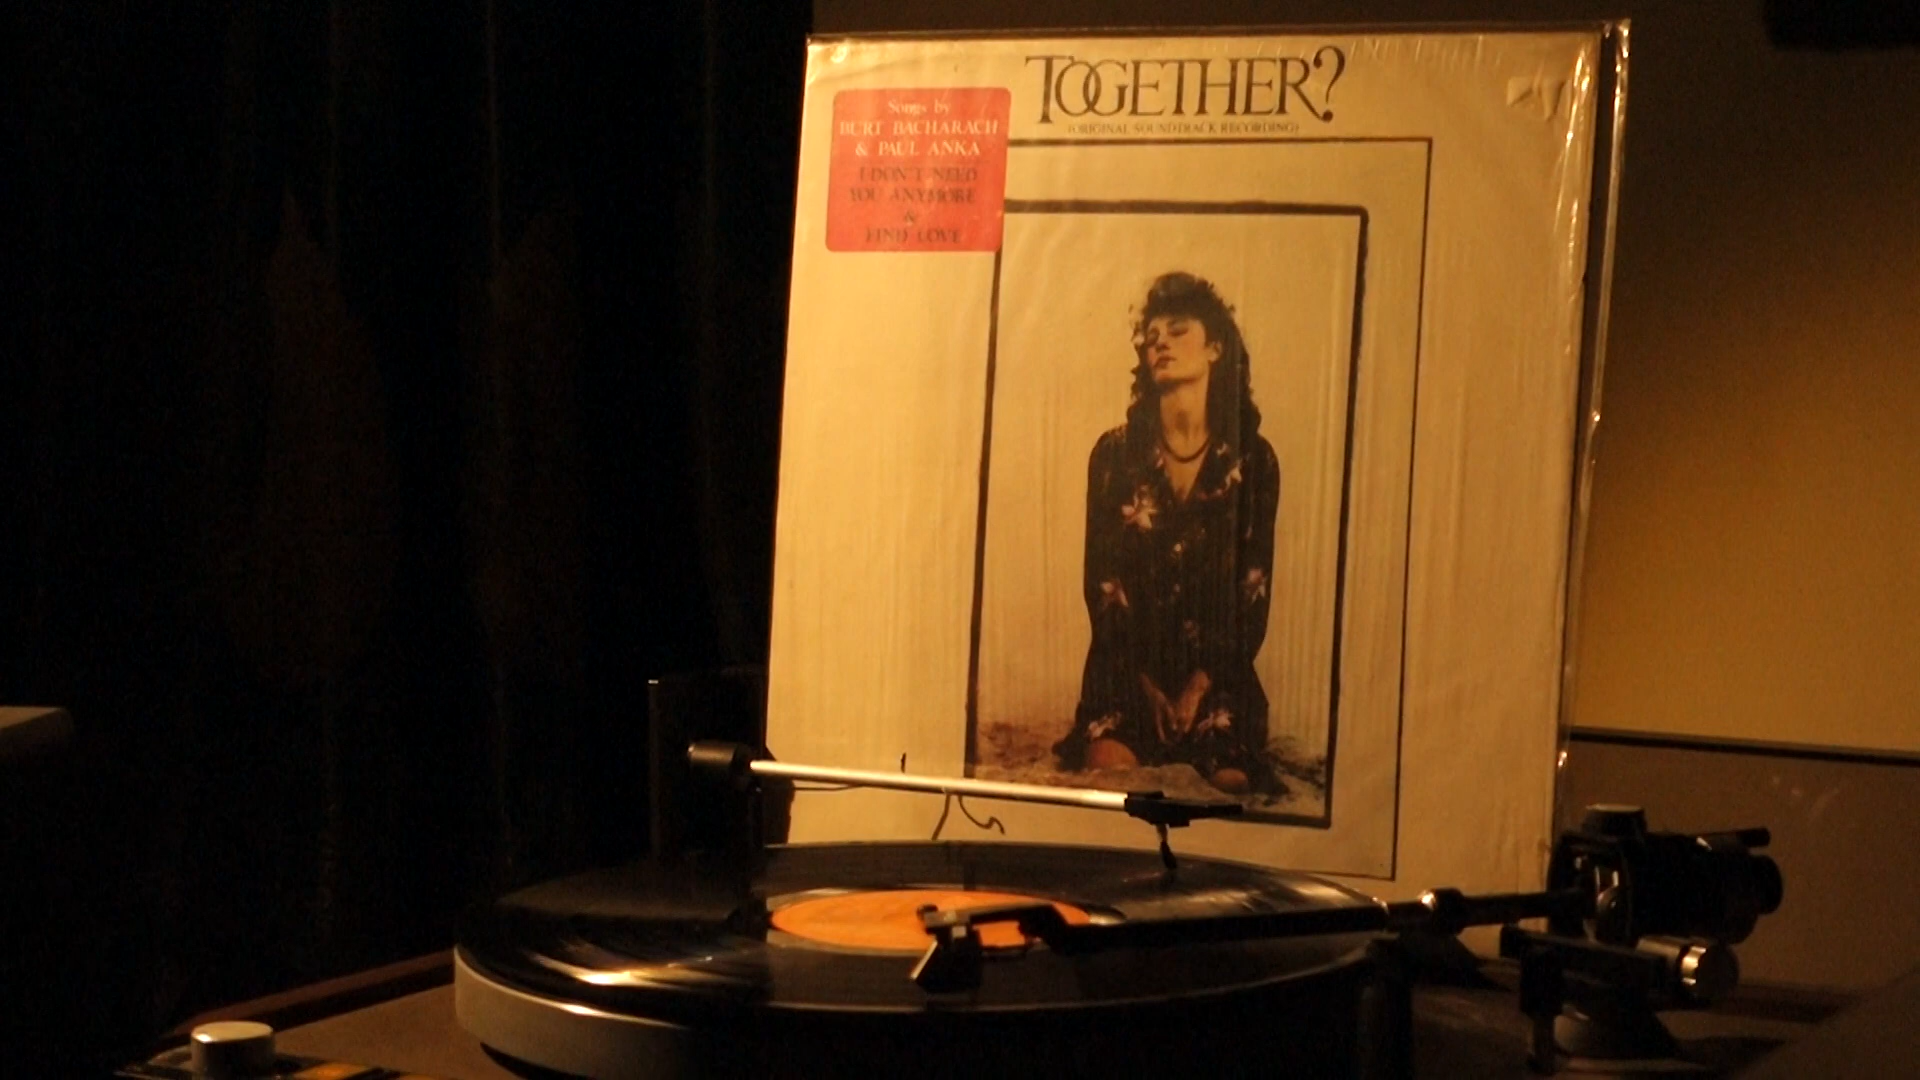 TOGETHER?
(ORIGINAL SOUNDTRACK RECORDING)
Songs by
BURT BACHARACH
& PAUL ANKA
I DON'T NEED
YOU ANYMORE
&
FIND LOVE